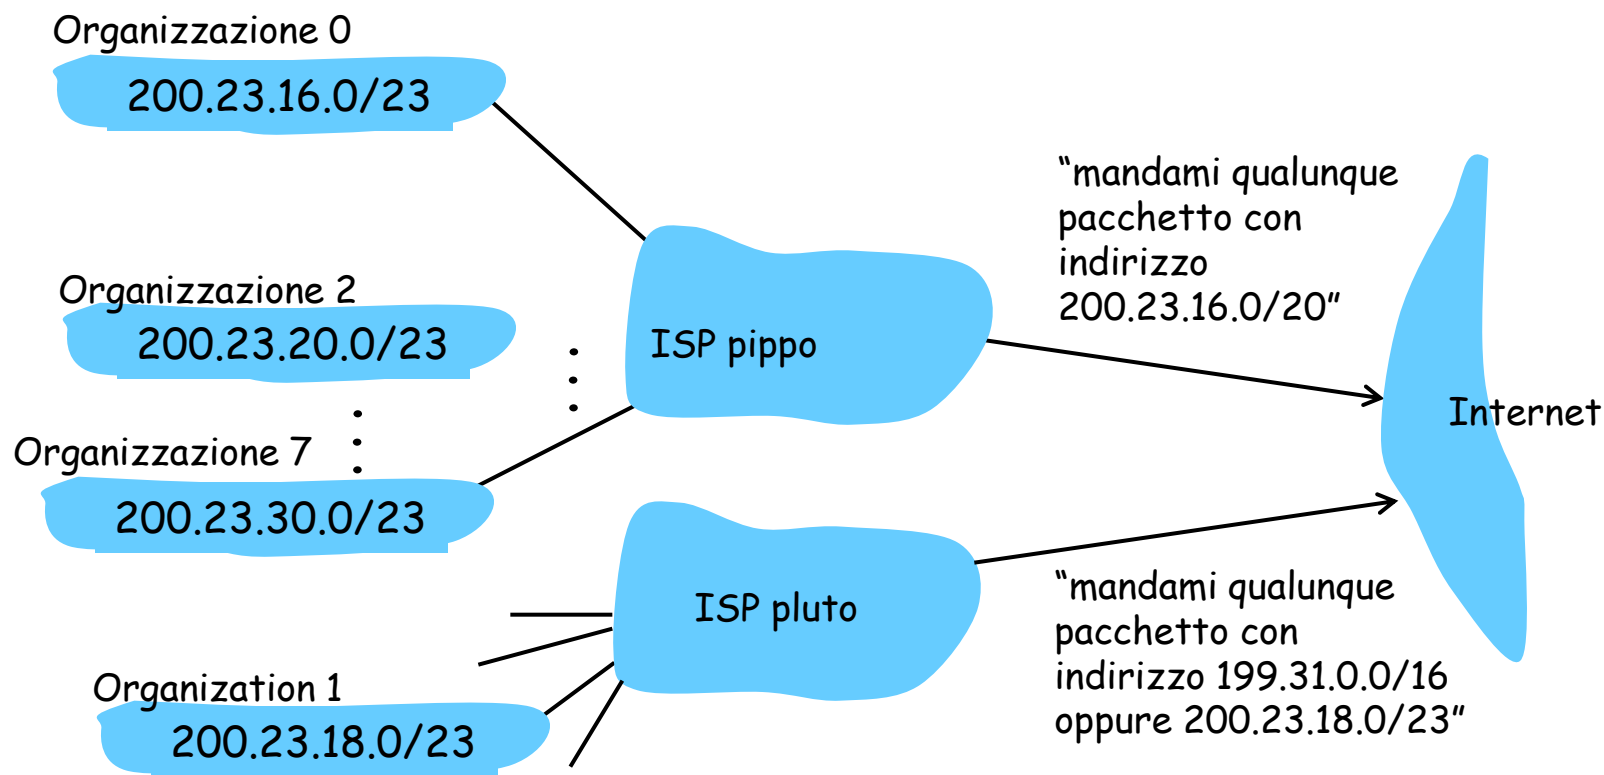 Organizzazione 0
200.23.16.0/23
Organizzazione 2
200.23.20.0/23
Organizzazione 7
200.23.30.0/23
ISP pippo
“mandami qualunque
pacchetto con
indirizzo
200.23.16.0/20”
Internet
ISP pluto
Organization 1
200.23.18.0/23
“mandami qualunque
pacchetto con
indirizzo 199.31.0.0/16
oppure 200.23.18.0/23”